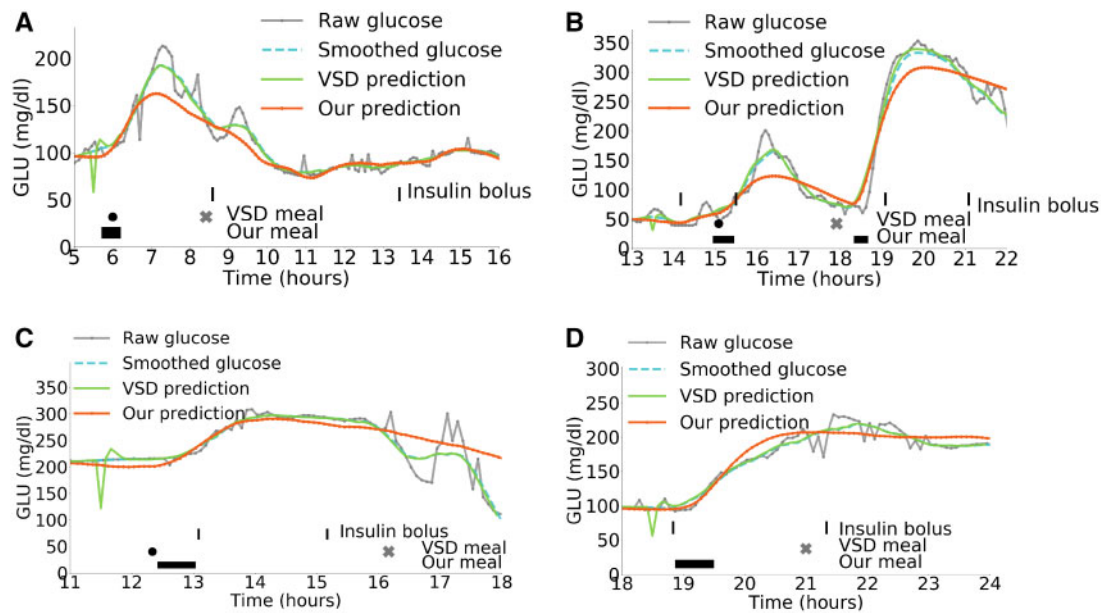 A
Raw glucose
Smoothed glucose
VSD prediction
Our prediction
GLU (mg/dl)
200
150
100
50
0
Insulin bolus
VSD meal
Our meal
5 6 7 8 9 10 11 12 13 14 15 16
Time (hours)
B
Raw glucose
Smoothed glucose
VSD prediction
Our prediction
GLU (mg/dl)
350
300
250
200
150
100
50
0
Insulin bolus
VSD meal
Our meal
13 14 15 16 17 18 19 20 21 22
Time (hours)
C
Raw glucose
Smoothed glucose
VSD prediction
Our prediction
GLU (mg/dl)
350
300
250
200
150
100
50
0
Insulin bolus
VSD meal
Our meal
11 12 13 14 15 16 17 18
Time (hours)
D
Raw glucose
Smoothed glucose
VSD prediction
Our prediction
GLU (mg/dl)
300
250
200
150
100
50
0
Insulin bolus
VSD meal
Our meal
18 19 20 21 22 23 24
Time (hours)